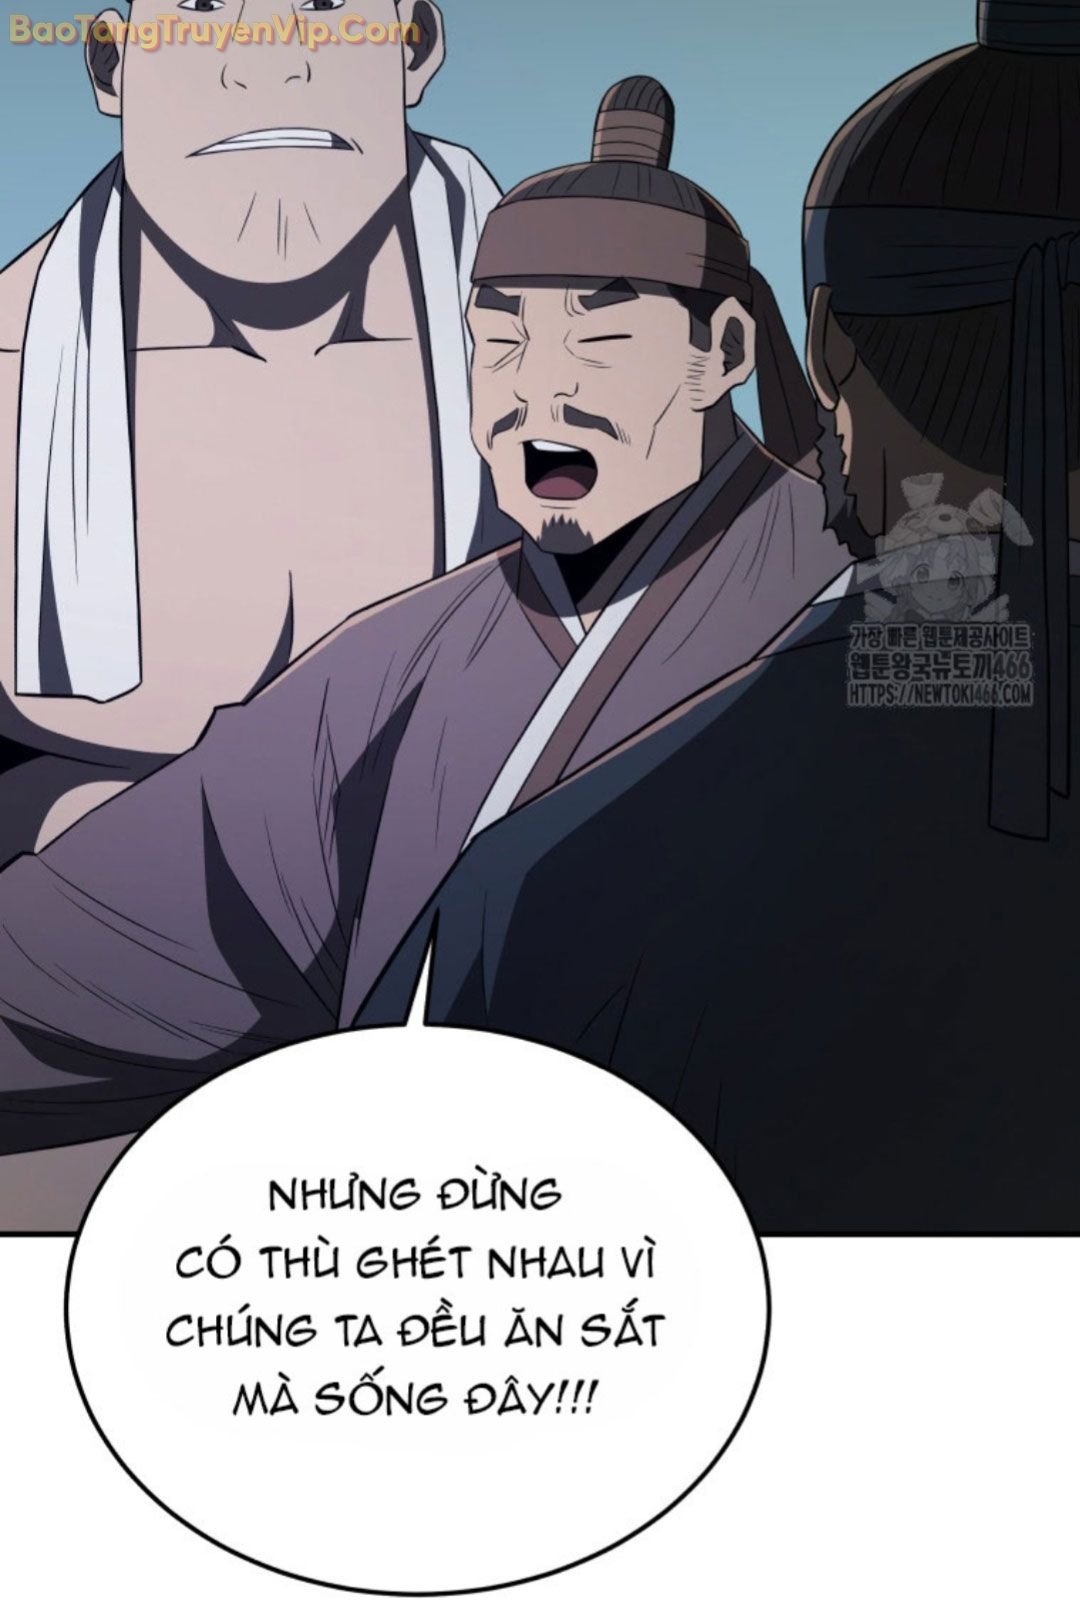 BaoTangTruyenVip.Com
가장 빠른 웹툰제공사이트
웹툰왕국뉴토끼466
HTTPS://NEWTOKI466.COM
NHƯNG ĐỪNG
CÓ THÙ GHÉT NHAU VÌ
CHÚNG TA ĐỀU ĂN SẮT
MÀ SỐNG ĐÂY!!!